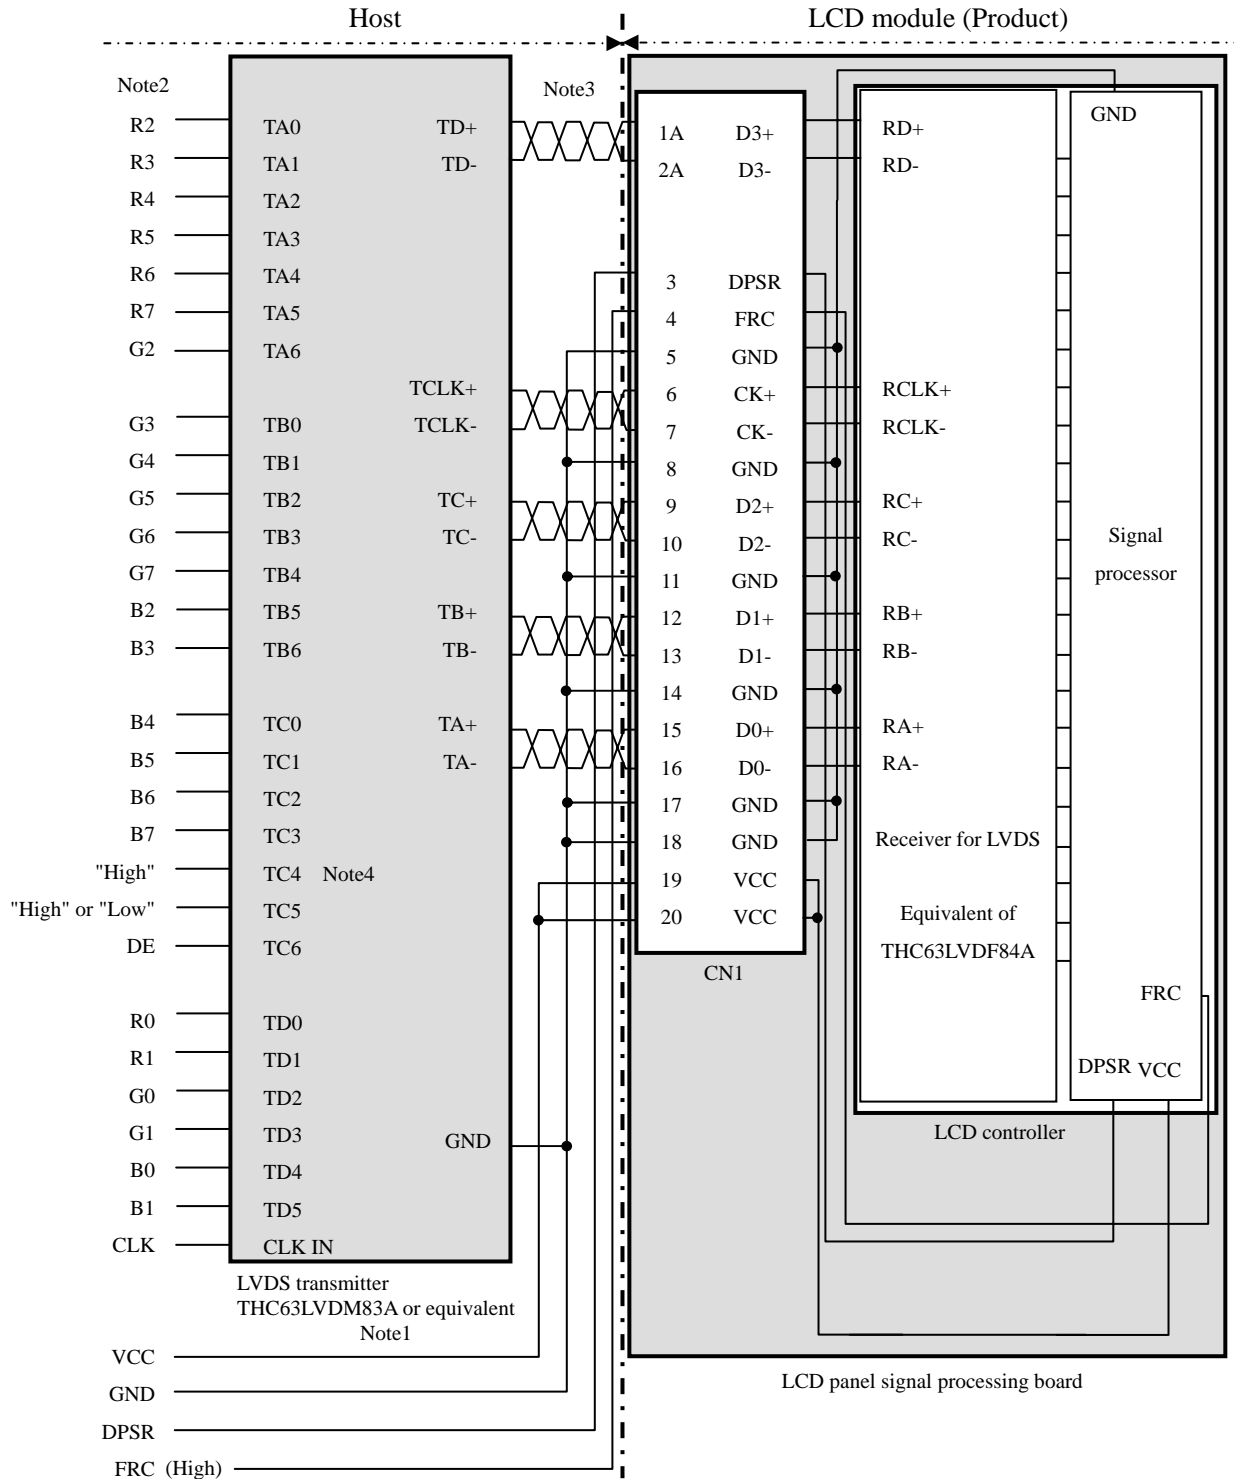 Host
LCD module (Product)
Note2
Note3
R2 TA0 TD+ 1A D3+ RD+ GND
R3 TA1 TD- 2A D3- RD-
R4 TA2
R5 TA3
R6 TA4 3 DPSR
R7 TA5 4 FRC
G2 TA6 5 GND
TCLK+ 6 CK+ RCLK+
G3 TB0 TCLK- 7 CK- RCLK-
G4 TB1 8 GND
G5 TB2 TC+ 9 D2+ RC+
G6 TB3 TC- 10 D2- RC- Signal
G7 TB4 11 GND processor
B2 TB5 TB+ 12 D1+ RB+
B3 TB6 TB- 13 D1- RB-
14 GND
B4 TC0 TA+ 15 D0+ RA+
B5 TC1 TA- 16 D0- RA-
B6 TC2 17 GND
B7 TC3 18 GND Receiver for LVDS
"High" TC4 Note4 19 VCC
"High" or "Low" TC5 20 VCC Equivalent of
DE TC6 THC63LVDF84A
CN1
FRC
R0 TD0
R1 TD1 DPSR VCC
G0 TD2
G1 TD3 GND LCD controller
B0 TD4
B1 TD5
CLK CLK IN
LVDS transmitter
THC63LVDM83A or equivalent
Note1
VCC
LCD panel signal processing board
GND
DPSR
FRC (High)